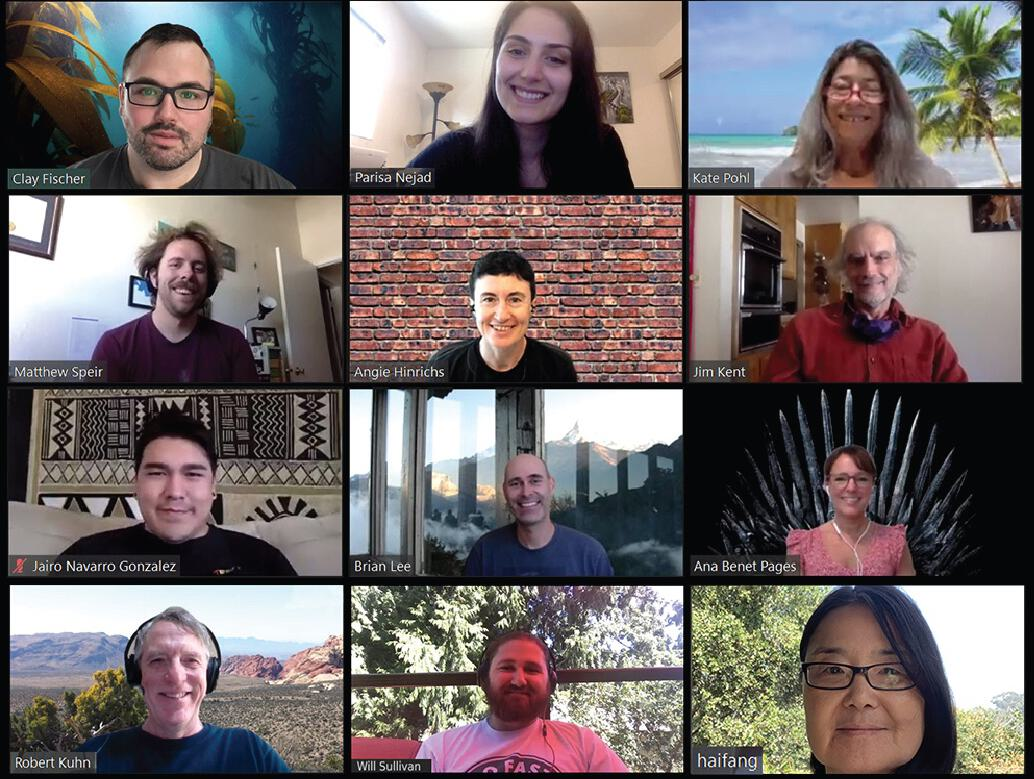 Clay Fischer
Parisa Nejad
Kate Pohl
Matthew Speir
Angie Hinrichs
Jim Kent
Jairo Navarro Gonzalez
Brian Lee
Ana Benet Pagès
Robert Kuhn
Will Sullivan
FAST
haifang